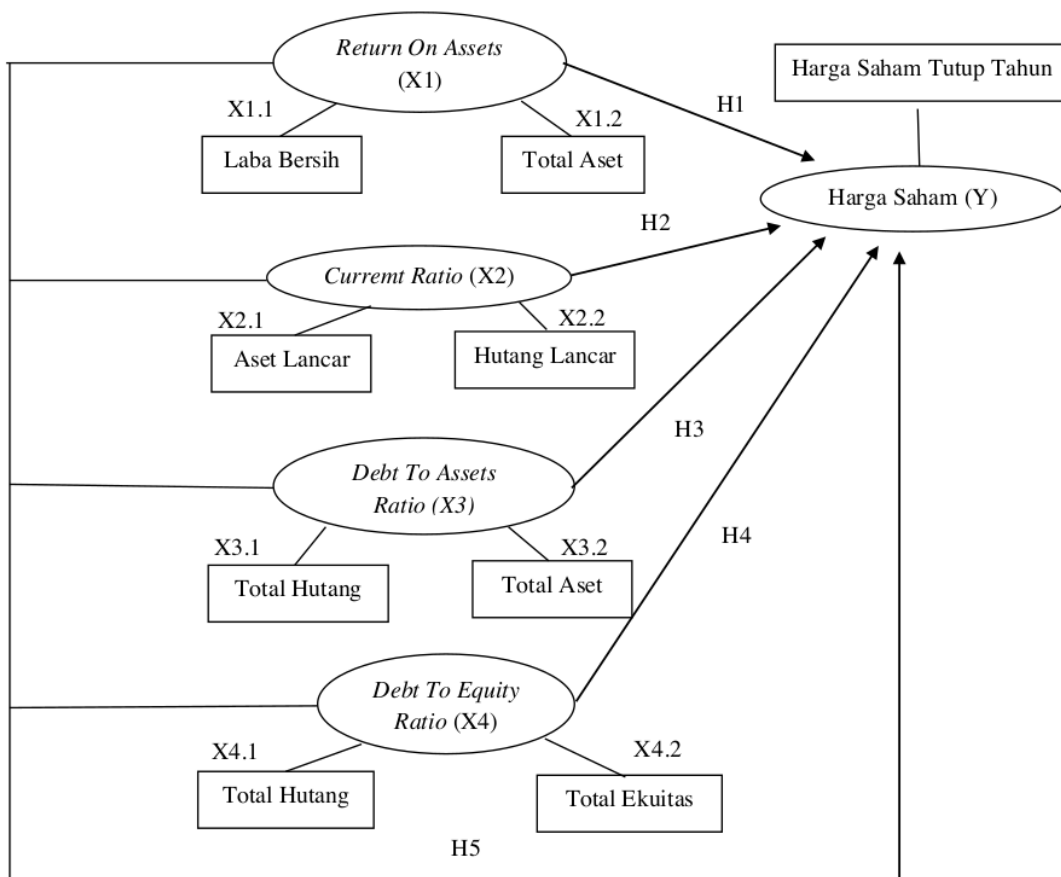 Return On Assets
(X1)
Harga Saham Tutup Tahun
H1
X1.1
X1.2
Laba Bersih
Total Aset
Harga Saham (Y)
H2
Curremt Ratio (X2)
X2.1
X2.2
Aset Lancar
Hutang Lancar
H3
Debt To Assets
Ratio (X3)
H4
X3.1
X3.2
Total Hutang
Total Aset
Debt To Equity
Ratio (X4)
X4.1
X4.2
Total Hutang
Total Ekuitas
H5